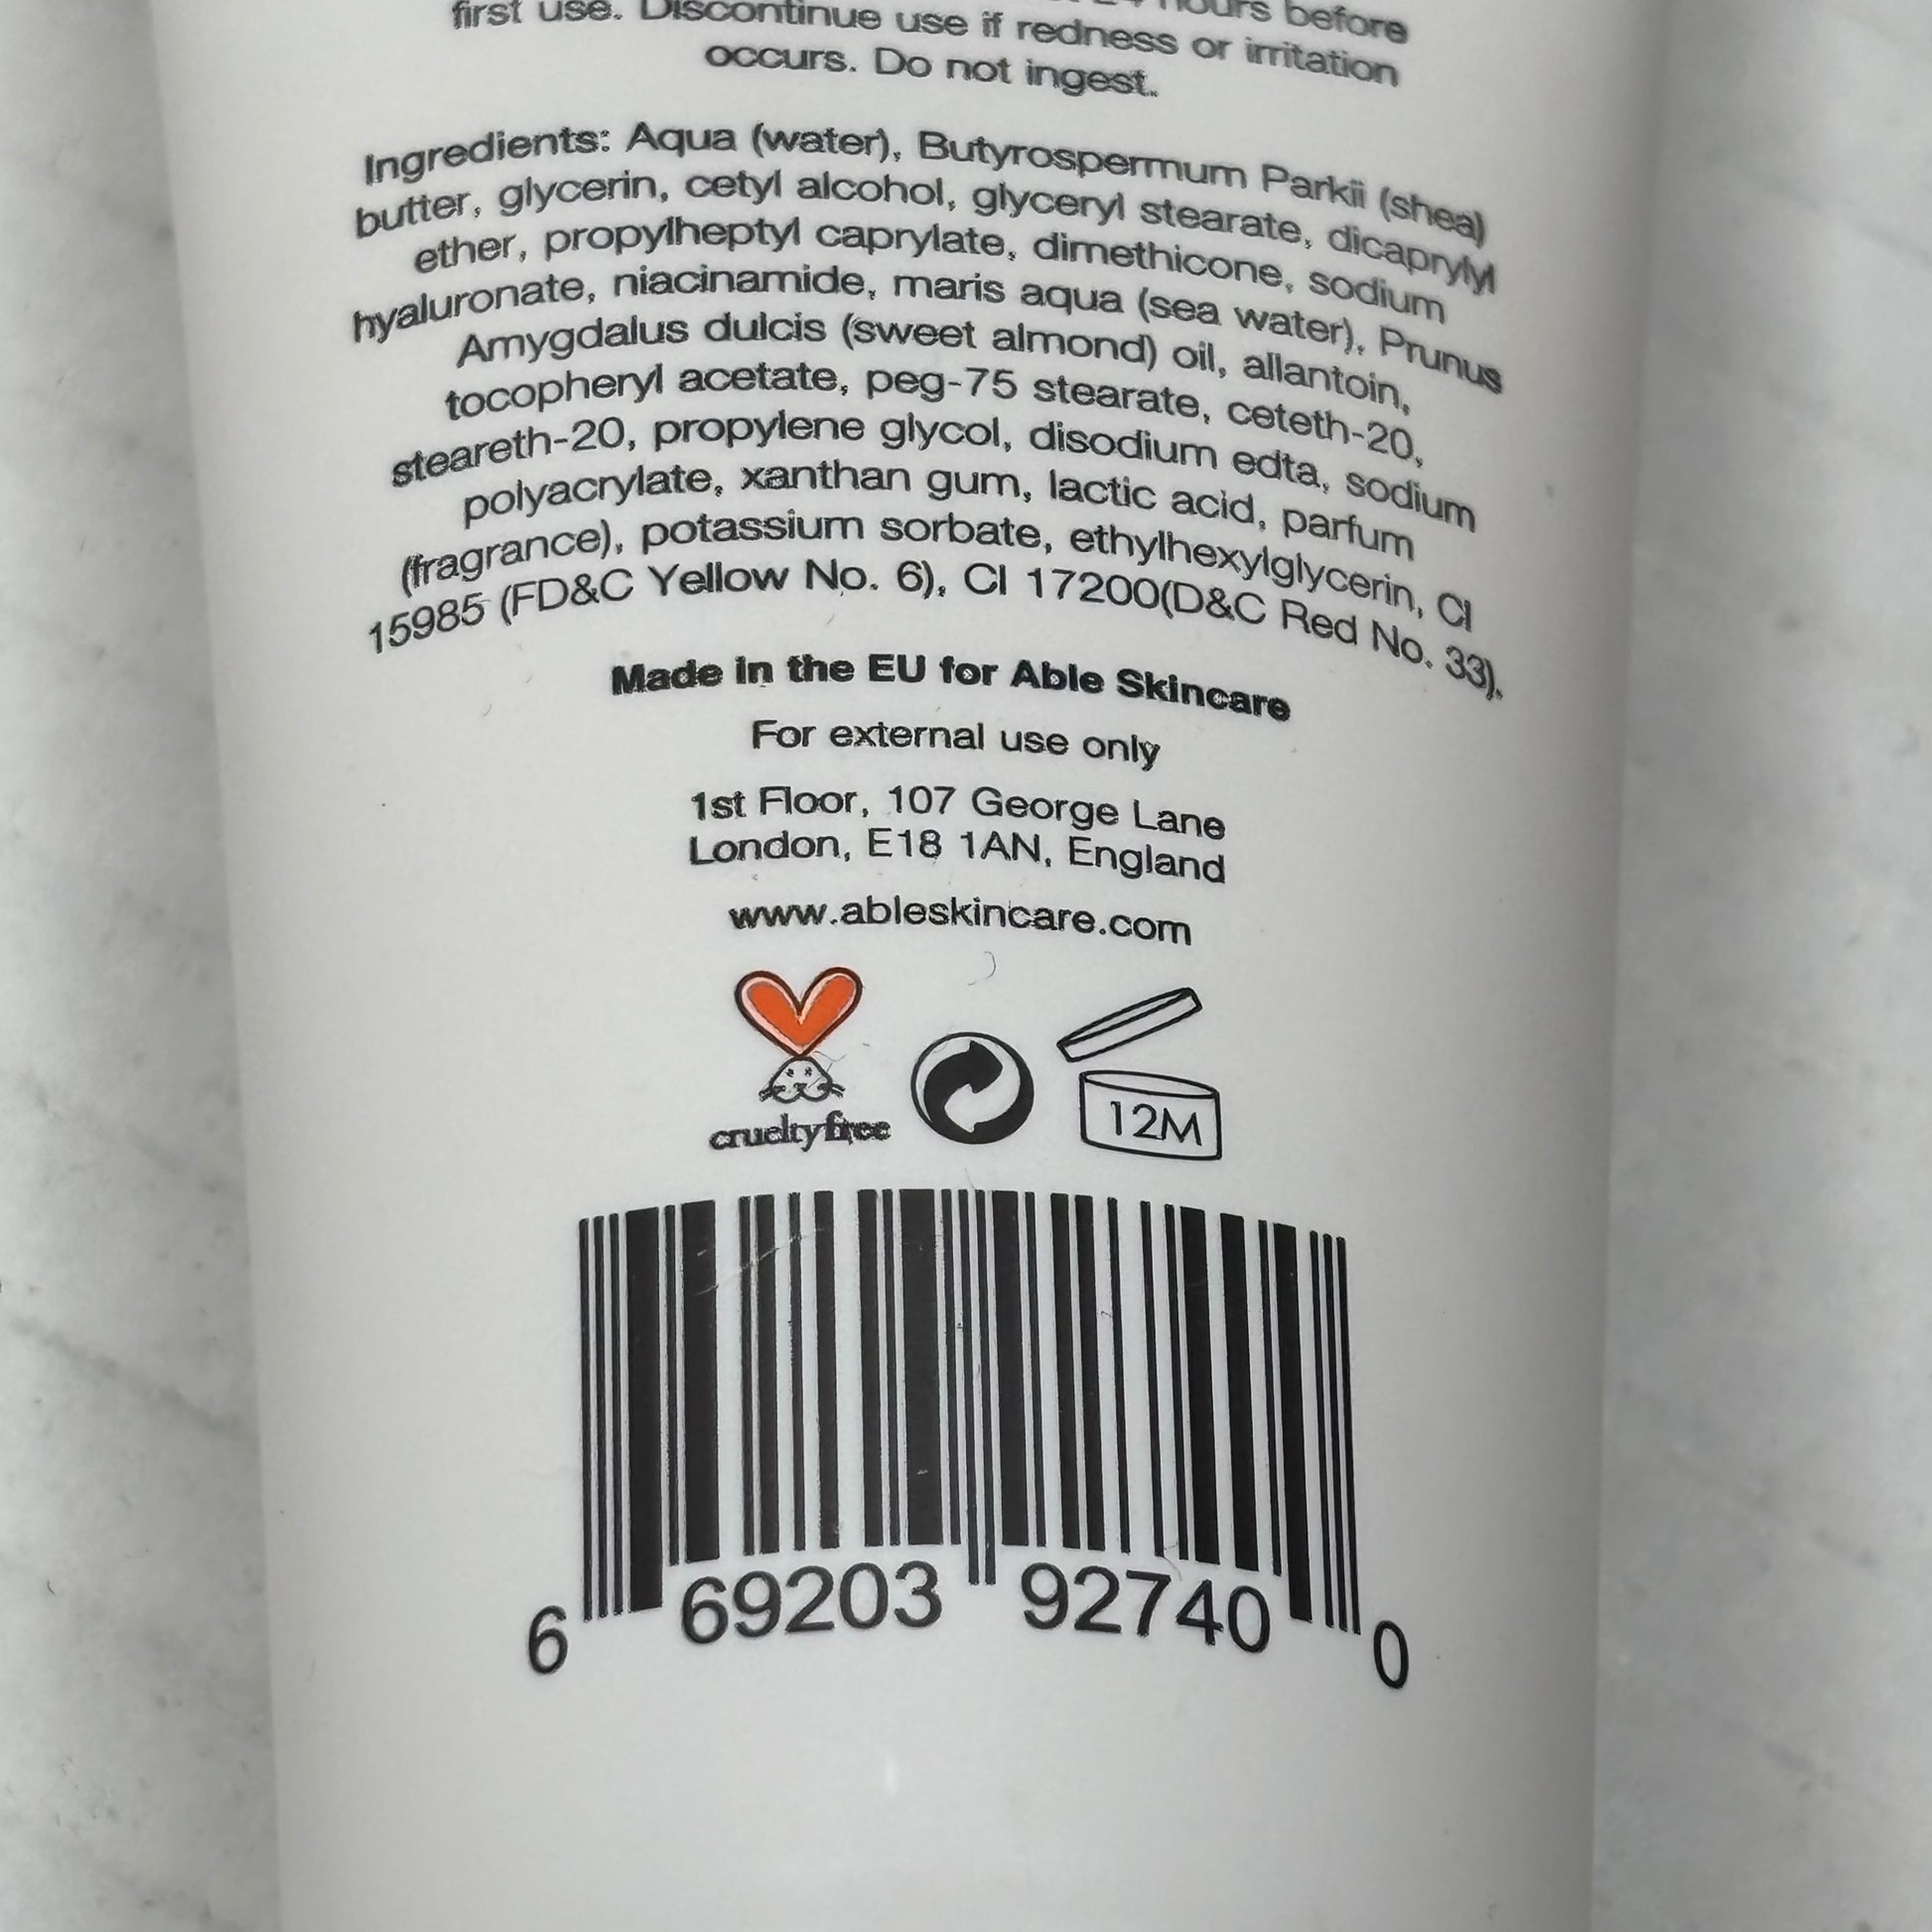 hours before
first use. Discontinue use if redness or irritation
occurs. Do not ingest.
Ingredients: Aqua (water), Butyrospermum Parkii (shea)
butter, glycerin, cetyl alcohol, glyceryl stearate, dicaprylyl
ether, propylheptyl caprylate, dimethicone, sodium
hyaluronate, niacinamide, maris aqua (sea water), Prunus
Amygdalus dulcis (sweet almond) oil, allantoin,
tocopheryl acetate, peg-75 stearate, ceteth-20,
steareth-20, propylene glycol, disodium edta, sodium
polyacrylate, xanthan gum, lactic acid, parfum
(fragrance), potassium sorbate, ethylhexylglycerin, CI
15985 (FD&C Yellow No. 6), CI 17200(D&C Red No. 33).
Made in the EU for Able Skincare
For external use only
1st Floor, 107 George Lane
London, E18 1AN, England
www.ableskincare.com
cruelty free
12M
6 69203 92740 0